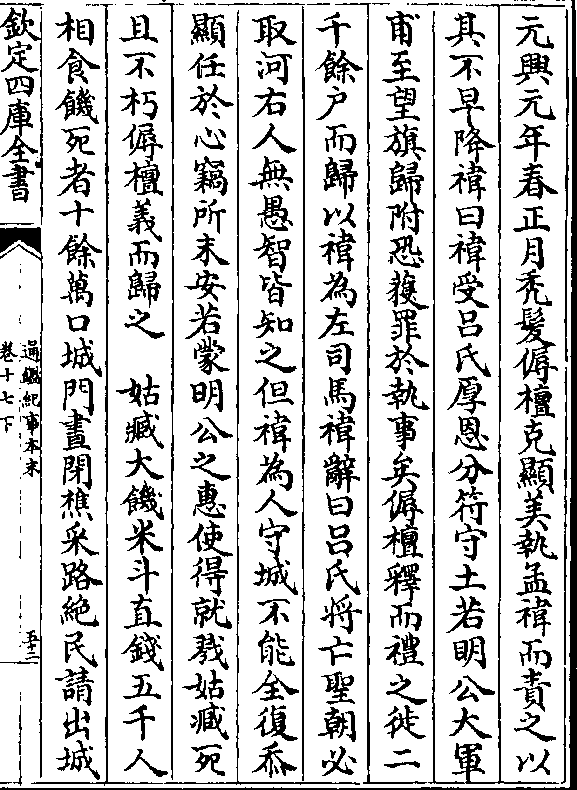 元興元年春正月禿髮傉檀克顯美執孟禕而責之以
其不早降禕曰禕受呂氏厚恩分符守土若明公大軍
甫至望旗歸附恐獲罪於執事矣傉檀釋而禮之徙二
千餘户而歸以禕為左司馬禕辭曰呂氏將亡聖朝必
取河右人無愚智皆知之但禕為人守城不能全復忝
顯任於心竊所未安若蒙明公之惠使得就戮姑臧死
且不朽傉檀義而歸之　姑臧大饑米斗直錢五千人
相食饑死者十餘萬口城門晝閉樵采路絶民請出城
欽定四庫全書
通鑑紀事本末
卷十七下
五十二